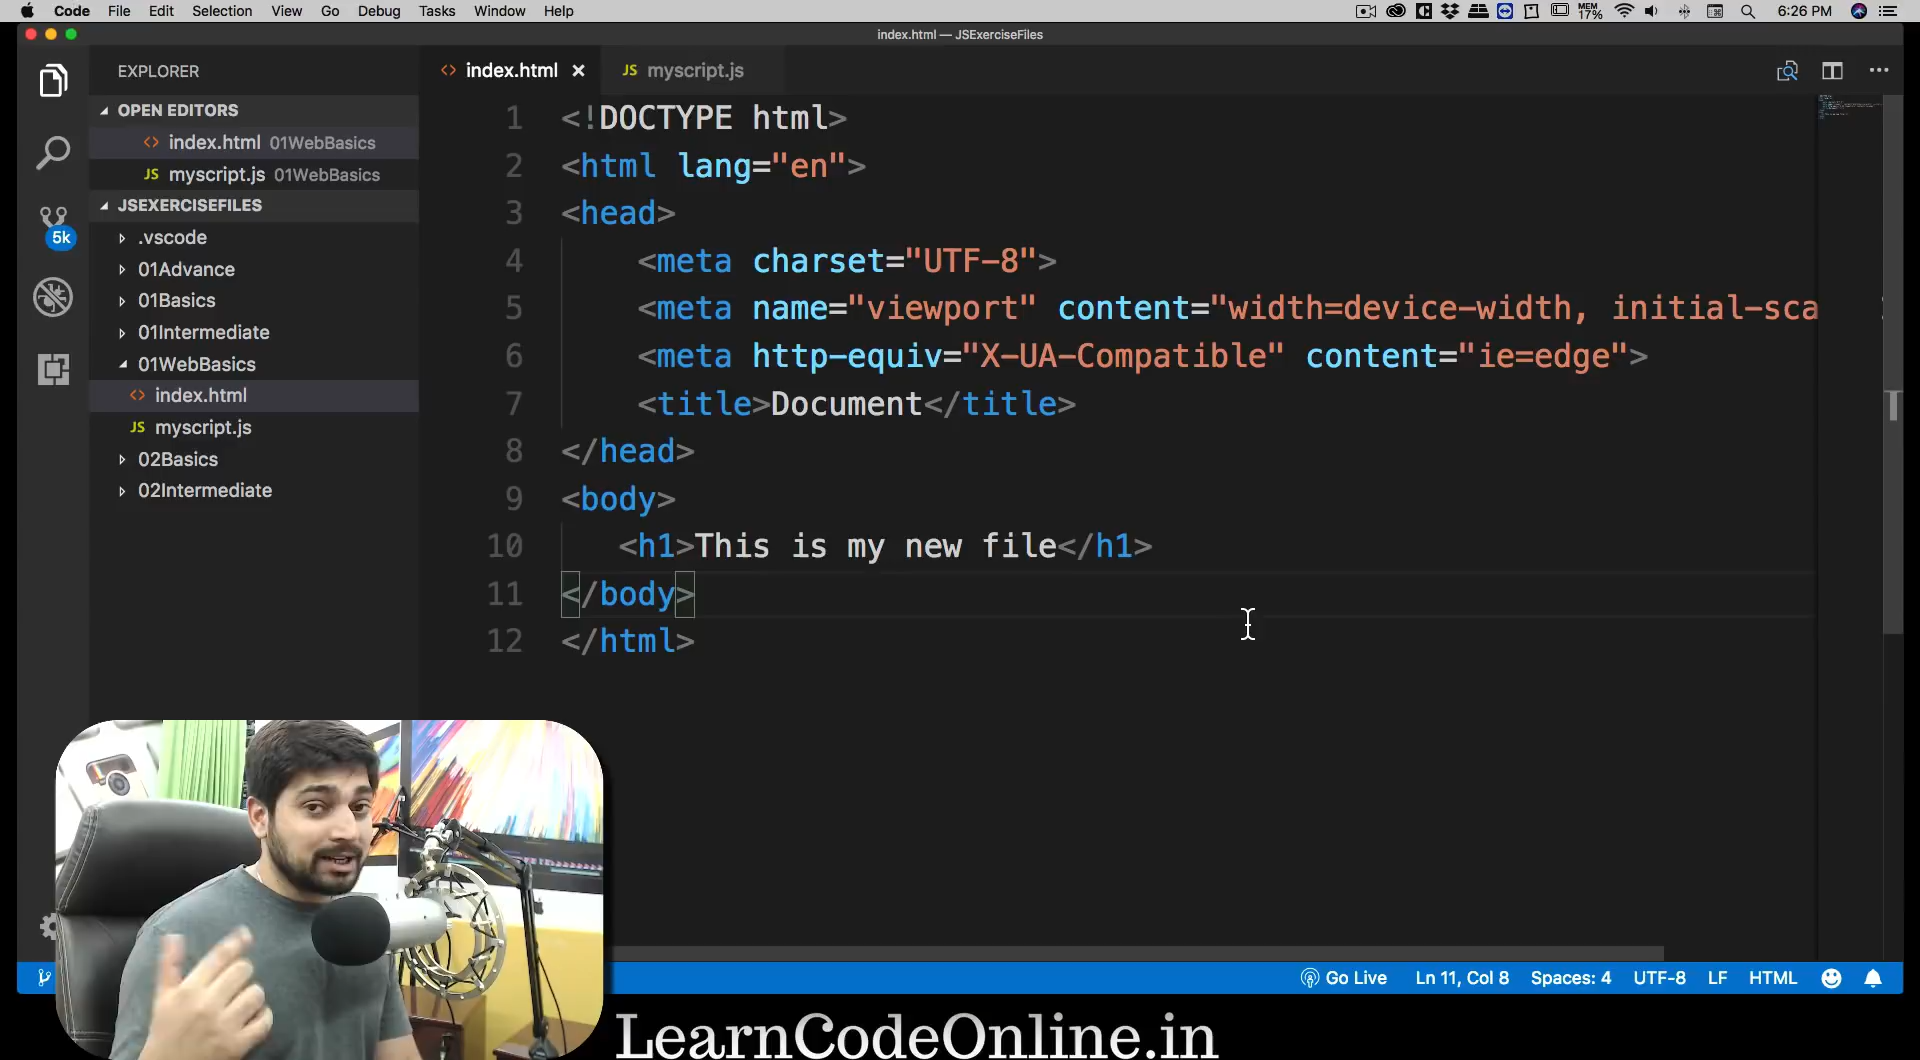 Code File Edit Selection View Go Debug Tasks Window Help MEM 17% 6:26 PM
index.html — JSExerciseFiles
EXPLORER
OPEN EDITORS
index.html 01WebBasics
JS myscript.js 01WebBasics
JSEXERCISEFILES
.vscode
01Advance
01Basics
01Intermediate
01WebBasics
index.html
JS myscript.js
02Basics
02Intermediate
5k
<> index.html × JS myscript.js
1 <!DOCTYPE html>
2 <html lang="en">
3 <head>
4 <meta charset="UTF-8">
5 <meta name="viewport" content="width=device-width, initial-sca
6 <meta http-equiv="X-UA-Compatible" content="ie=edge">
7 <title>Document</title>
8 </head>
9 <body>
10 <h1>This is my new file</h1>
11 </body>
12 </html>
Go Live Ln 11, Col 8 Spaces: 4 UTF-8 LF HTML
LearnCodeOnline.in